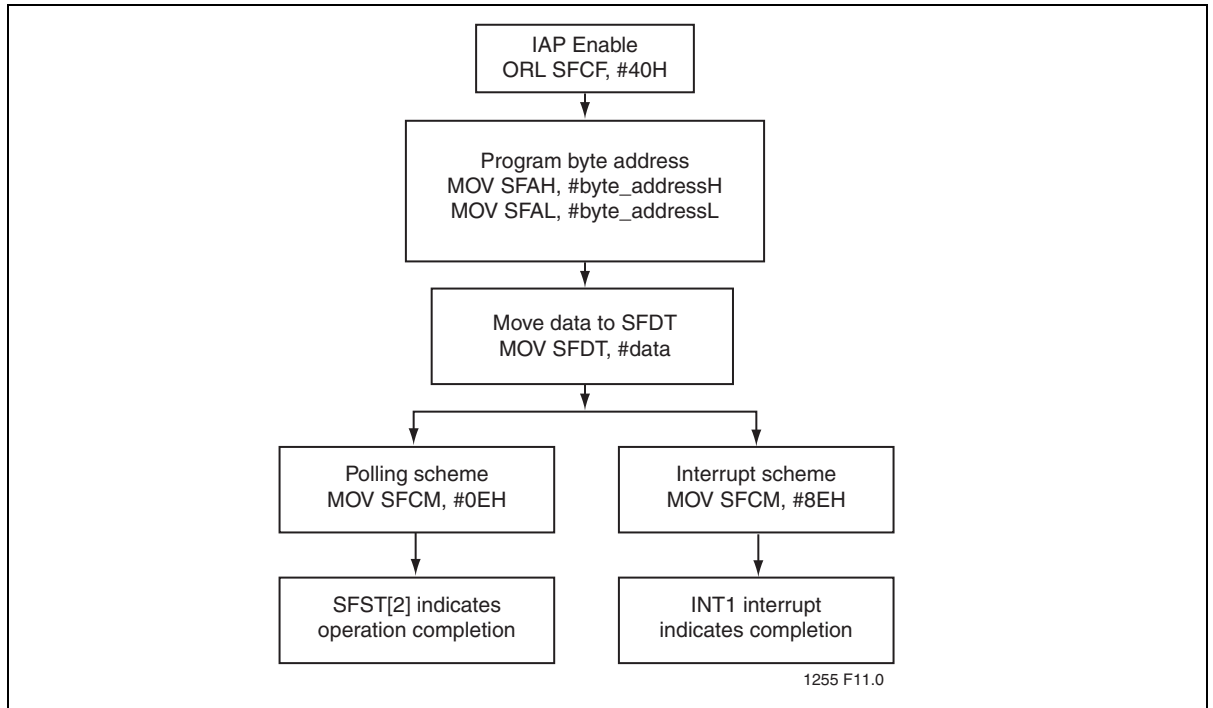 IAP Enable
ORL SFCF, #40H
Program byte address
MOV SFAH, #byte_addressH
MOV SFAL, #byte_addressL
Move data to SFDT
MOV SFDT, #data
Polling scheme
MOV SFCM, #0EH
Interrupt scheme
MOV SFCM, #8EH
SFST[2] indicates
operation completion
INT1 interrupt
indicates completion
1255 F11.0